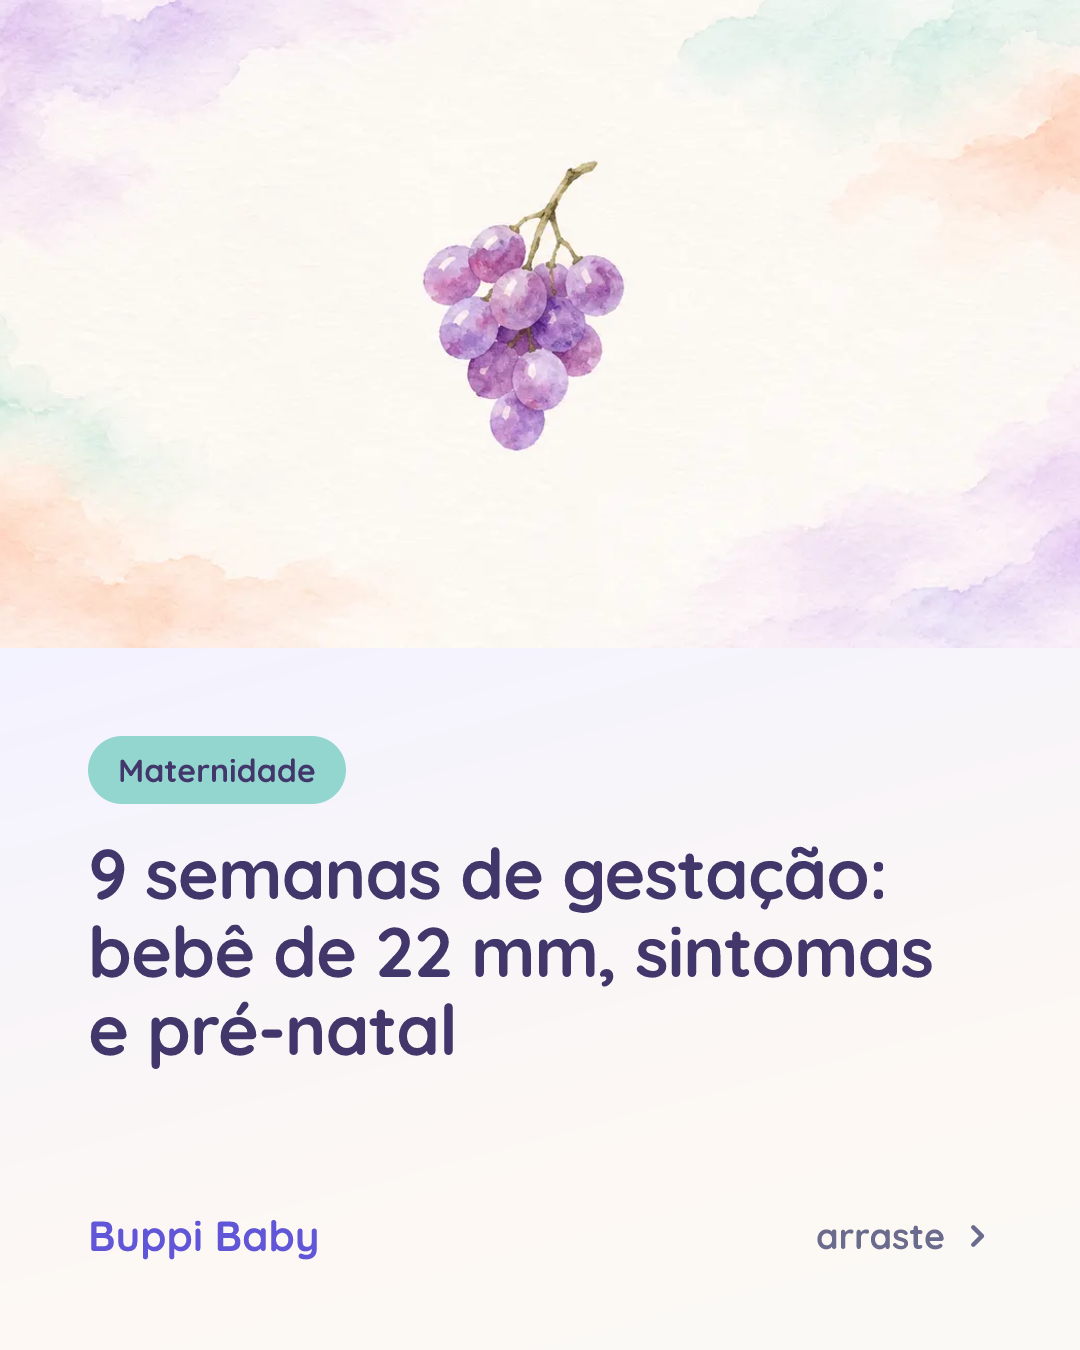 Maternidade
9 semanas de gestação:
bebê de 22 mm, sintomas
e pré-natal
Buppi Baby
arraste